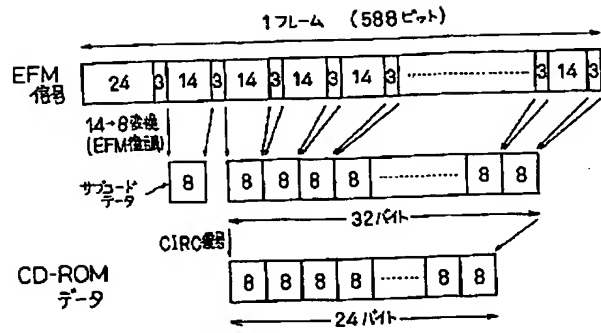 1フレーム (588ビット)
EFM
信号
24 3 14 3 14 3 14 3 14 3 3 14 3
14→8変換
(EFM復調)
サブコード
データ
8 8 8 8 8 8 8
32バイト
CIRC復号
CD-ROM
データ
8 8 8 8 8 8
24バイト